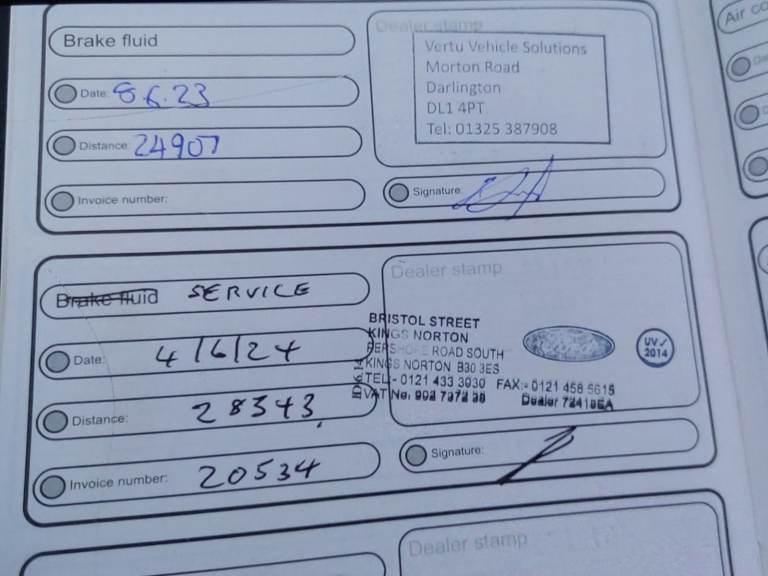 Brake fluid
Date: 8.6.23
Distance: 24907
Invoice number:
Dealer stamp
Vertu Vehicle Solutions
Morton Road
Darlington
DL1 4PT
Tel: 01325 387908
Signature:
Brake fluid SERVICE
Date: 4/6/24
Distance: 28343
Invoice number: 20534
Dealer stamp
BRISTOL STREET
KINGS NORTON
PERSHORE ROAD SOUTH
KINGS NORTON B30 3ES
TEL:- 0121 433 3030 FAX:- 0121 458 5615
VAT No: 902 7372 38 Dealer
UV✓
2014
Signature:
Dealer stamp
Air co